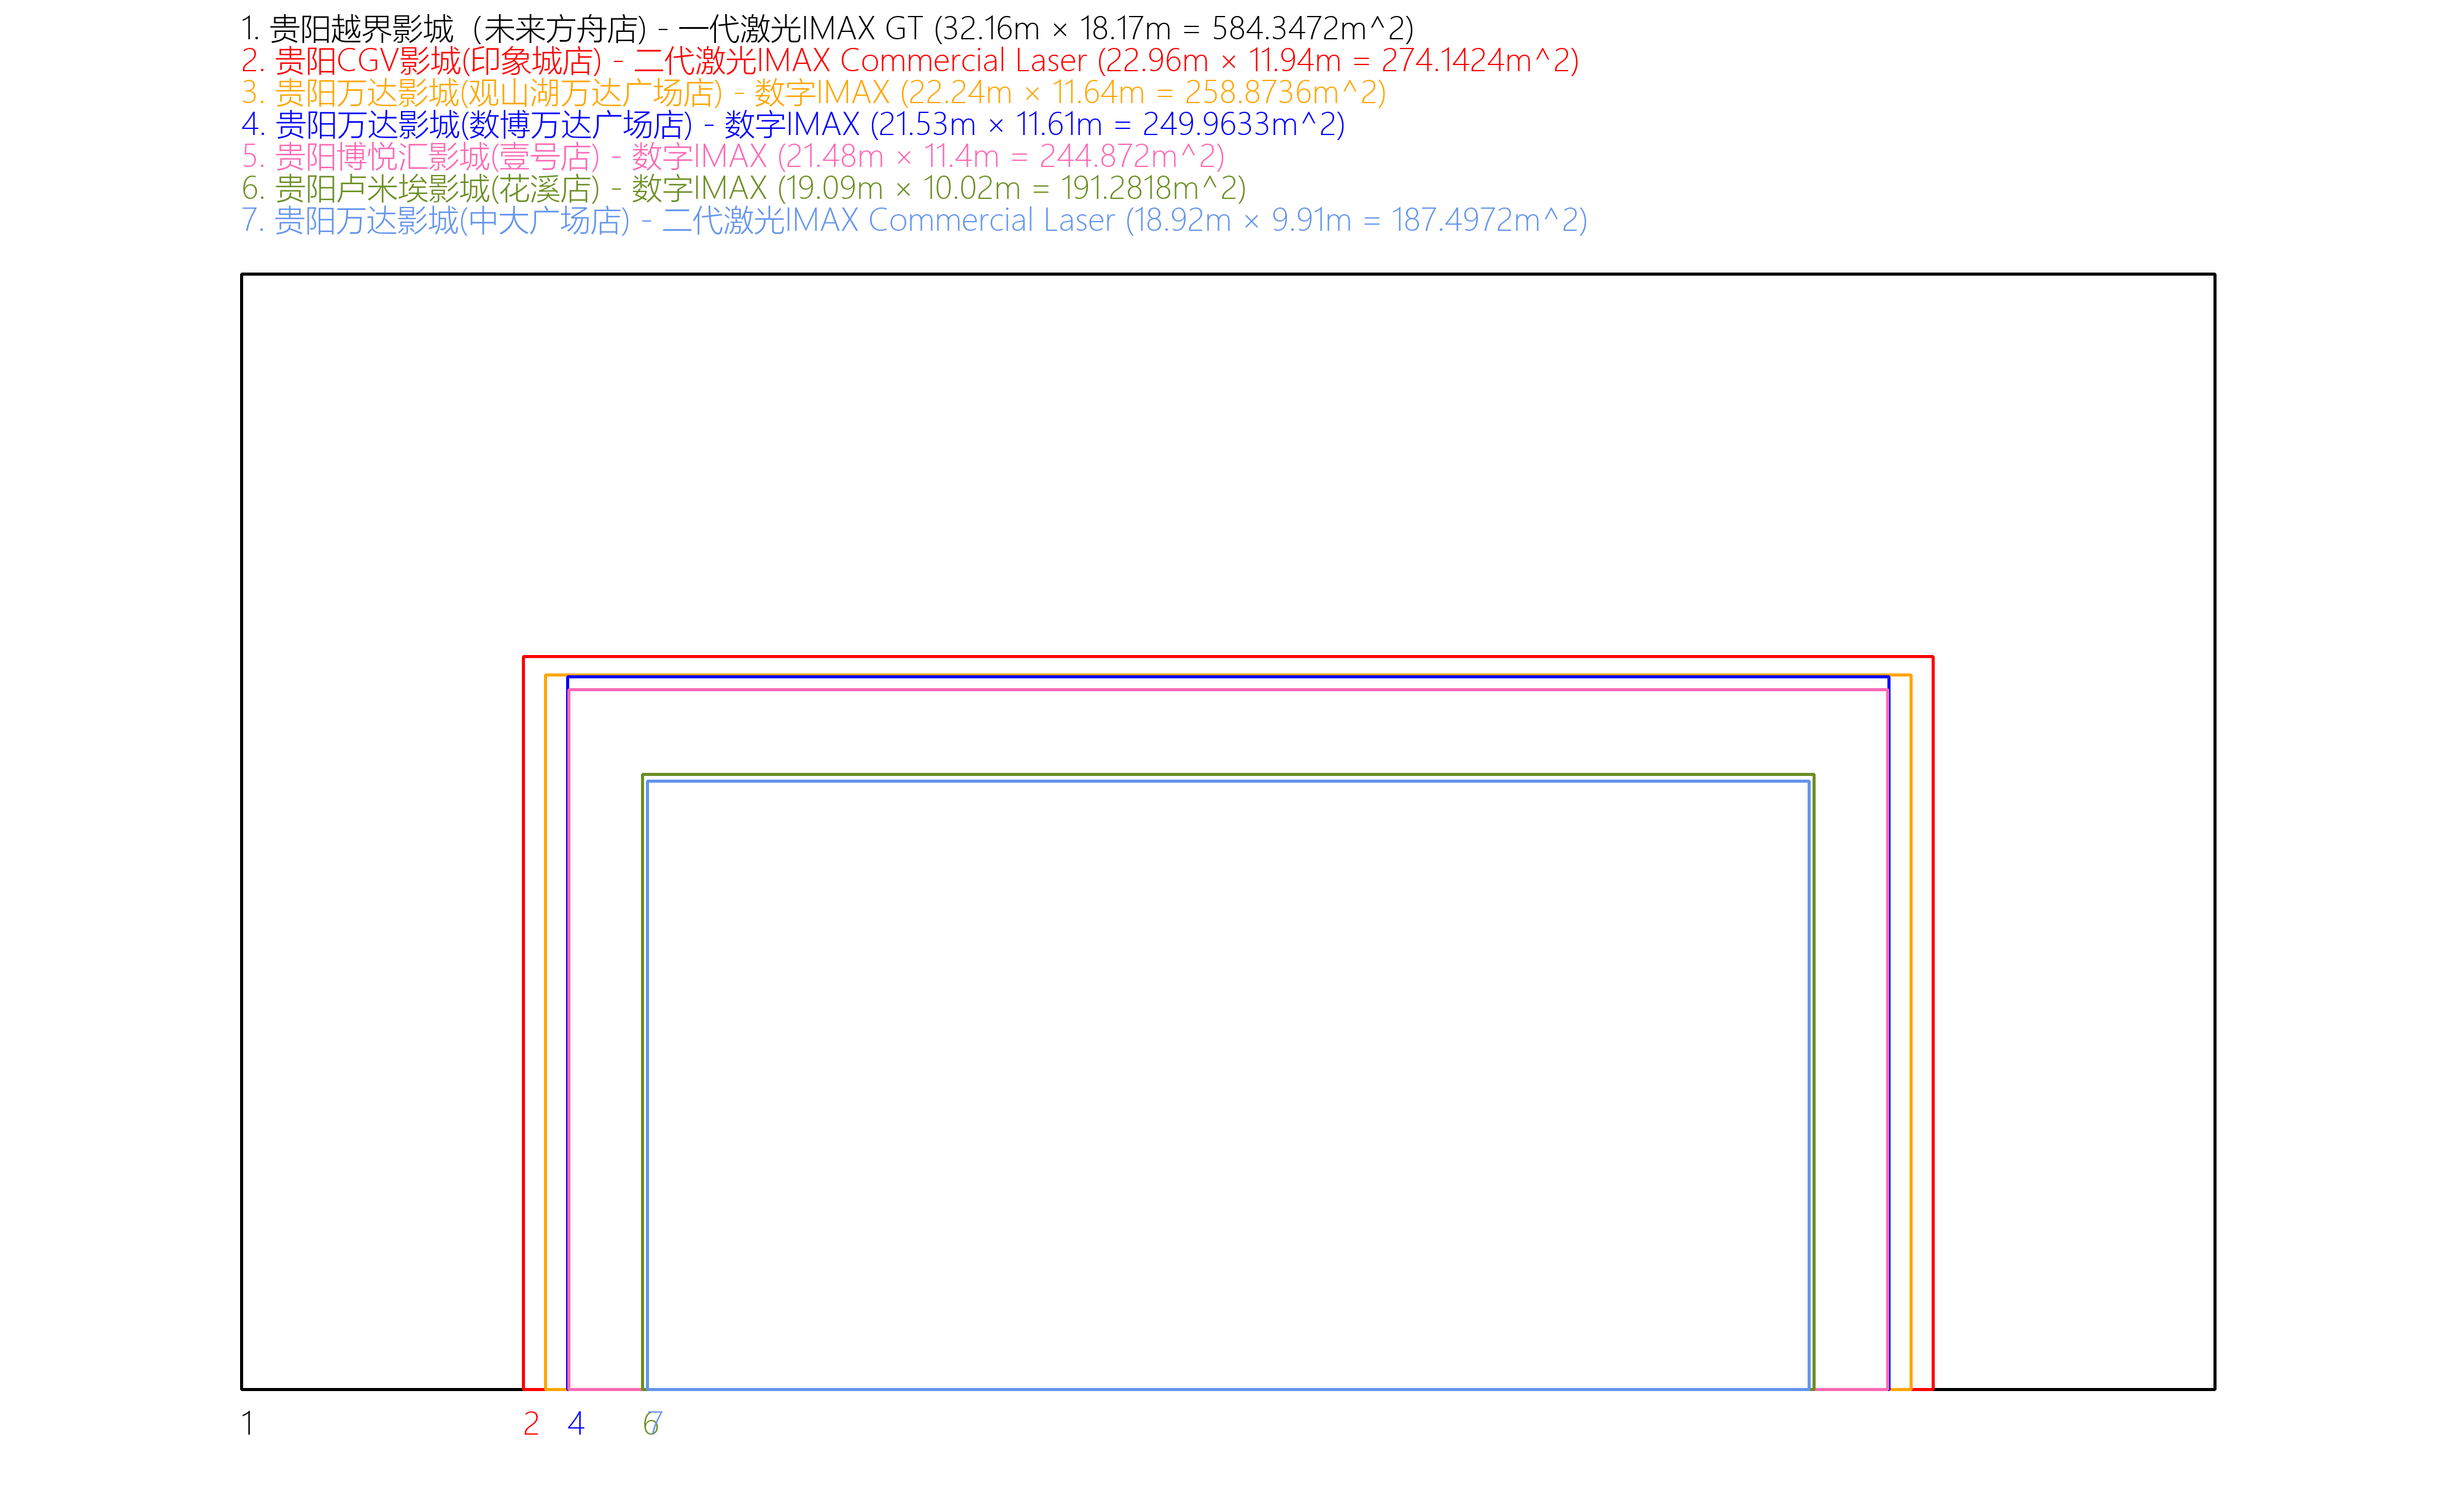 1. 贵阳越界影城（未来方舟店) - 一代激光IMAX GT (32.16m × 18.17m = 584.3472m^2)
2. 贵阳CGV影城(印象城店) - 二代激光IMAX Commercial Laser (22.96m × 11.94m = 274.1424m^2)
3. 贵阳万达影城(观山湖万达广场店) - 数字IMAX (22.24m × 11.64m = 258.8736m^2)
4. 贵阳万达影城(数博万达广场店) - 数字IMAX (21.53m × 11.61m = 249.9633m^2)
5. 贵阳博悦汇影城(壹号店) - 数字IMAX (21.48m × 11.4m = 244.872m^2)
6. 贵阳卢米埃影城(花溪店) - 数字IMAX (19.09m × 10.02m = 191.2818m^2)
7. 贵阳万达影城(中大广场店) - 二代激光IMAX Commercial Laser (18.92m × 9.91m = 187.4972m^2)
1 2 4 6 7